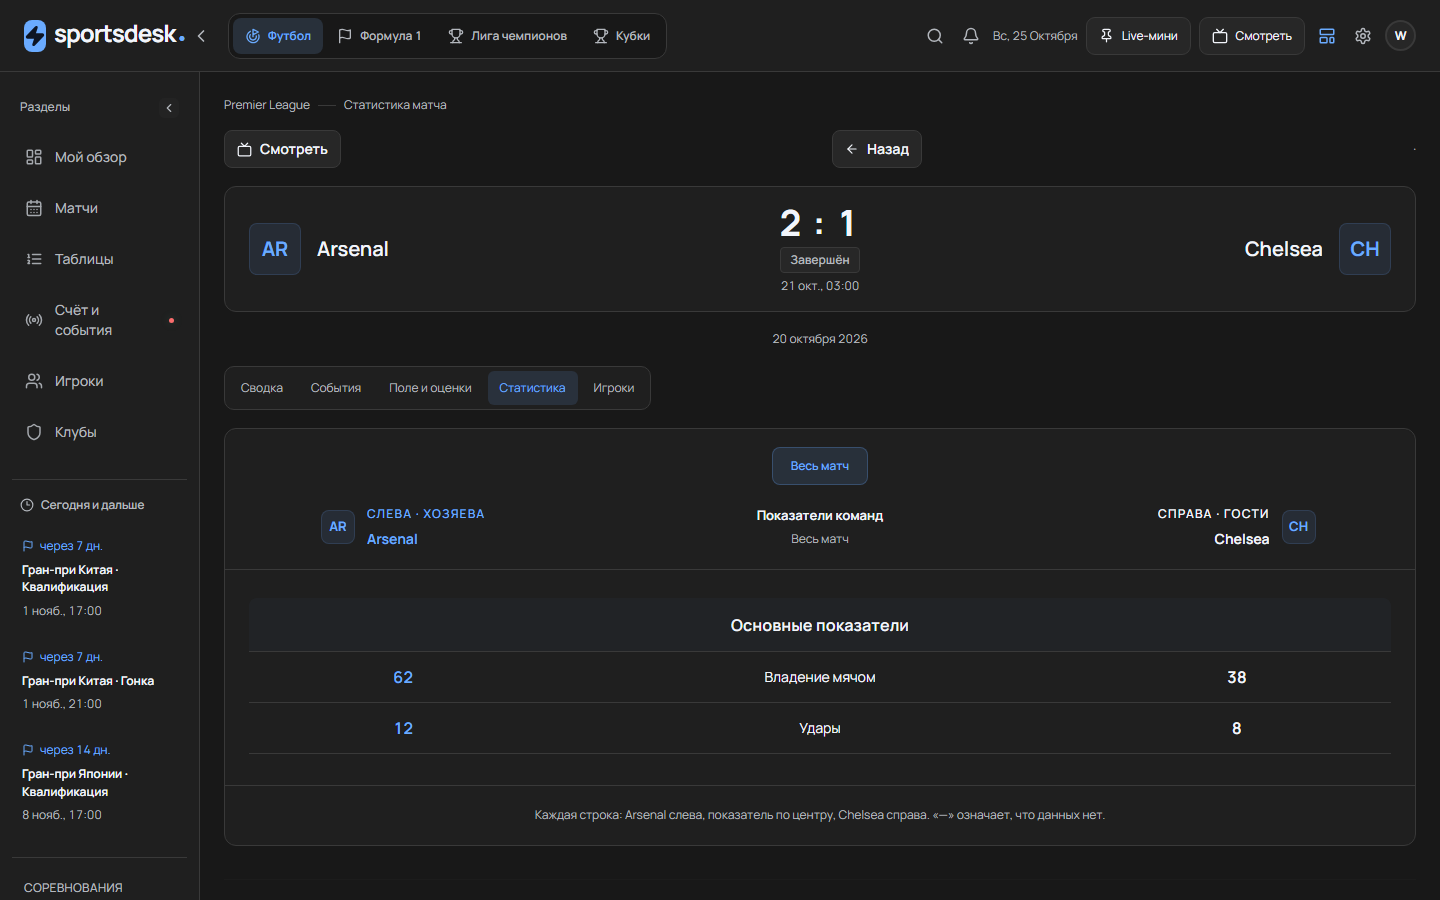 sportsdesk.
Футбол
Формула 1
Лига чемпионов
Кубки
Вс, 25 Октября
Live-мини
Смотреть
W
Разделы
Мой обзор
Матчи
Таблицы
Счёт и
события
Игроки
Клубы
Сегодня и дальше
через 7 дн.
Гран-при Китая ·
Квалификация
1 нояб., 17:00
через 7 дн.
Гран-при Китая · Гонка
1 нояб., 21:00
через 14 дн.
Гран-при Японии ·
Квалификация
8 нояб., 17:00
СОРЕВНОВАНИЯ
Premier League — Статистика матча
Смотреть
Назад
·
AR Arsenal
2 : 1
Завершён
21 окт., 03:00
Chelsea CH
20 октября 2026
Сводка
События
Поле и оценки
Статистика
Игроки
Весь матч
AR
СЛЕВА · ХОЗЯЕВА
Arsenal
Показатели команд
Весь матч
СПРАВА · ГОСТИ
Chelsea
CH
Основные показатели
62 Владение мячом 38
12 Удары 8
Каждая строка: Arsenal слева, показатель по центру, Chelsea справа. «—» означает, что данных нет.